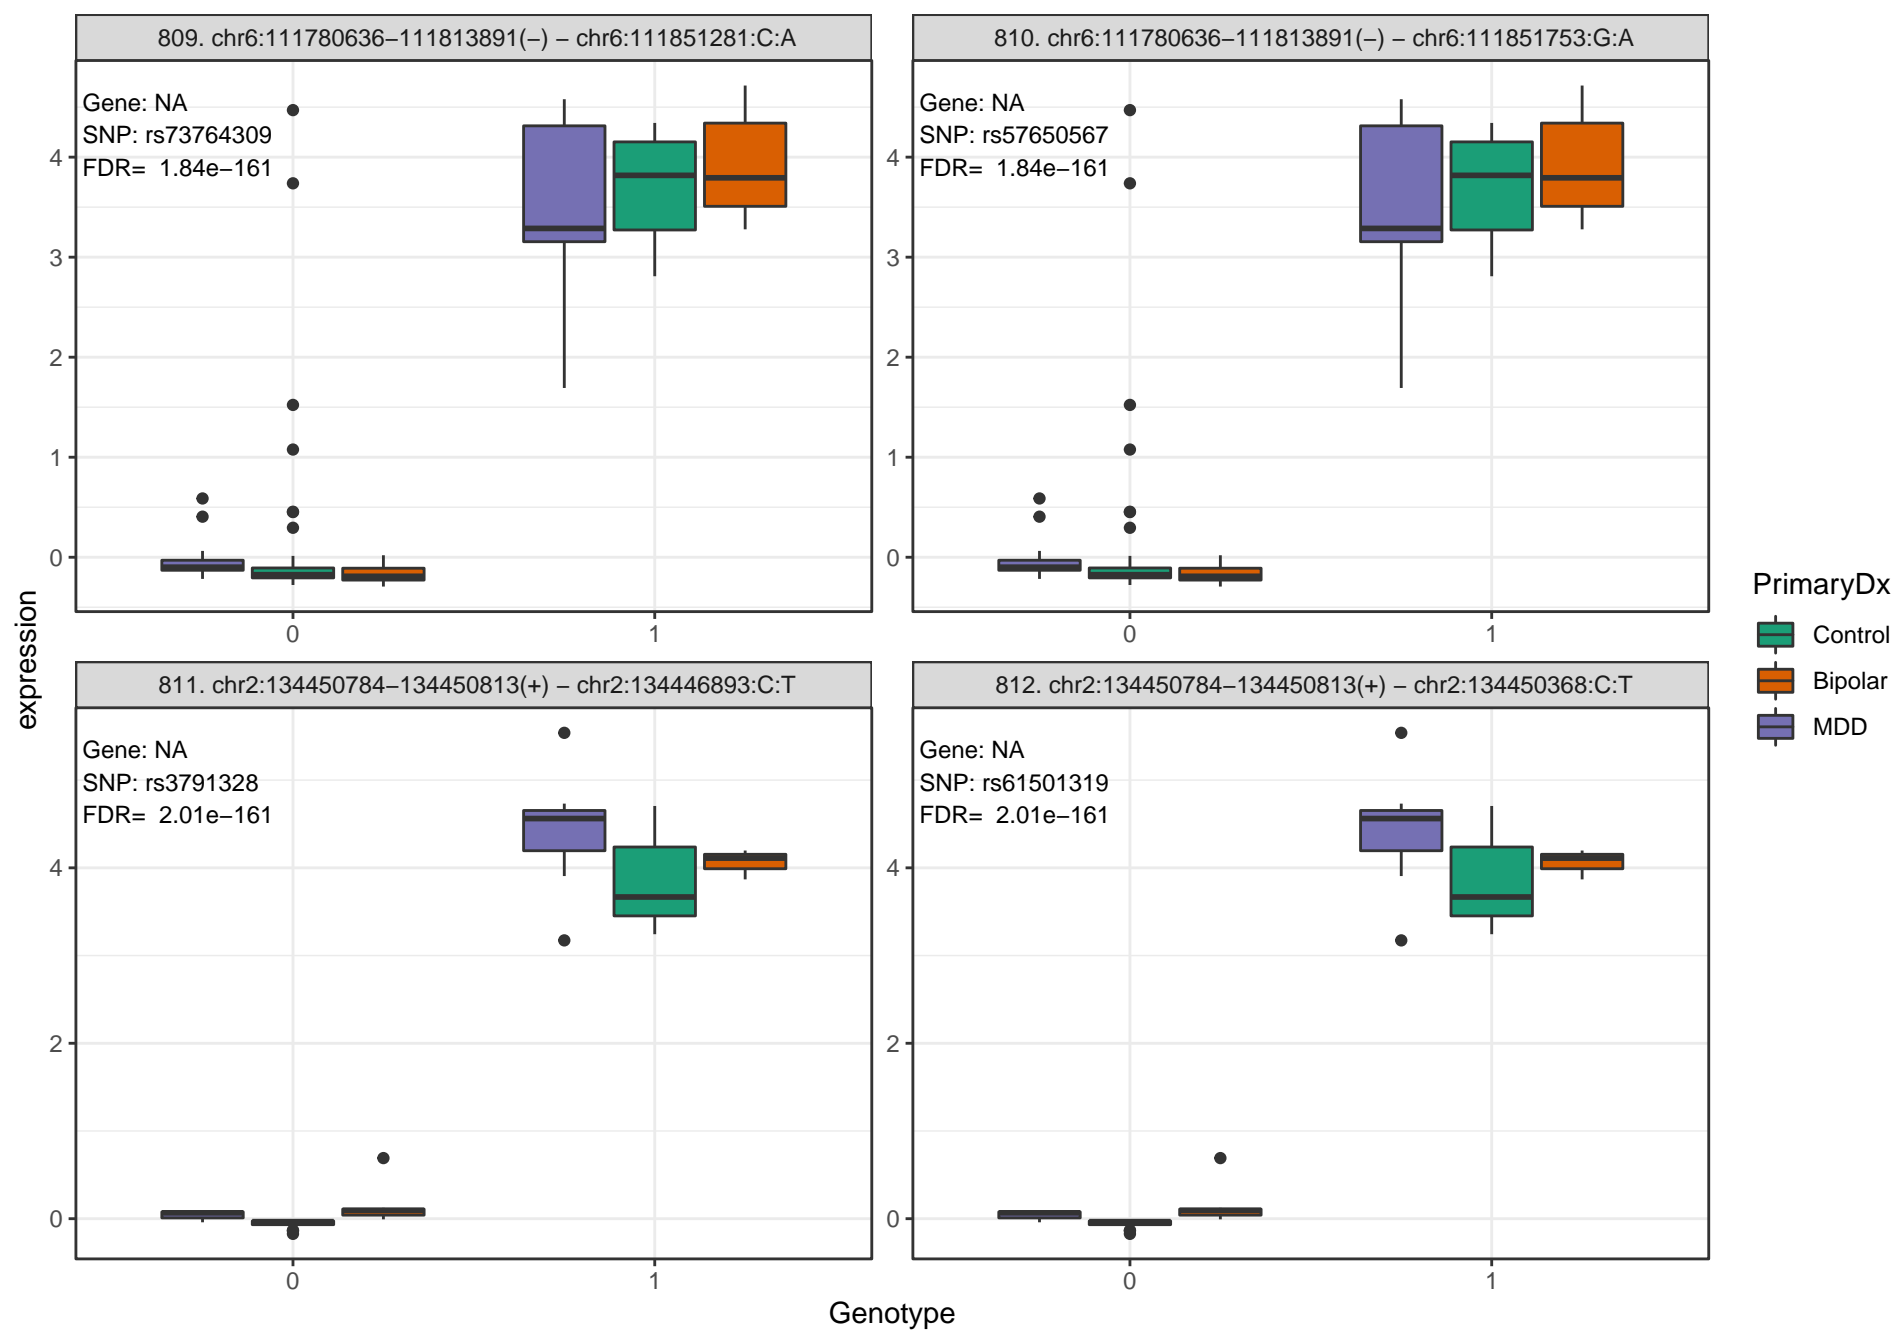 809. chr6:111780636−111813891(−) − chr6:111851281:C:A
810. chr6:111780636−111813891(−) − chr6:111851753:G:A
Gene: NA
SNP: rs73764309
FDR= 1.84e−161
Gene: NA
SNP: rs57650567
FDR= 1.84e−161
4
3
2
1
0
0
1
4
3
2
1
0
0
1
811. chr2:134450784−134450813(+) − chr2:134446893:C:T
812. chr2:134450784−134450813(+) − chr2:134450368:C:T
Gene: NA
SNP: rs3791328
FDR= 2.01e−161
Gene: NA
SNP: rs61501319
FDR= 2.01e−161
4
2
0
0
1
4
2
0
0
1
expression
Genotype
PrimaryDx
Control
Bipolar
MDD